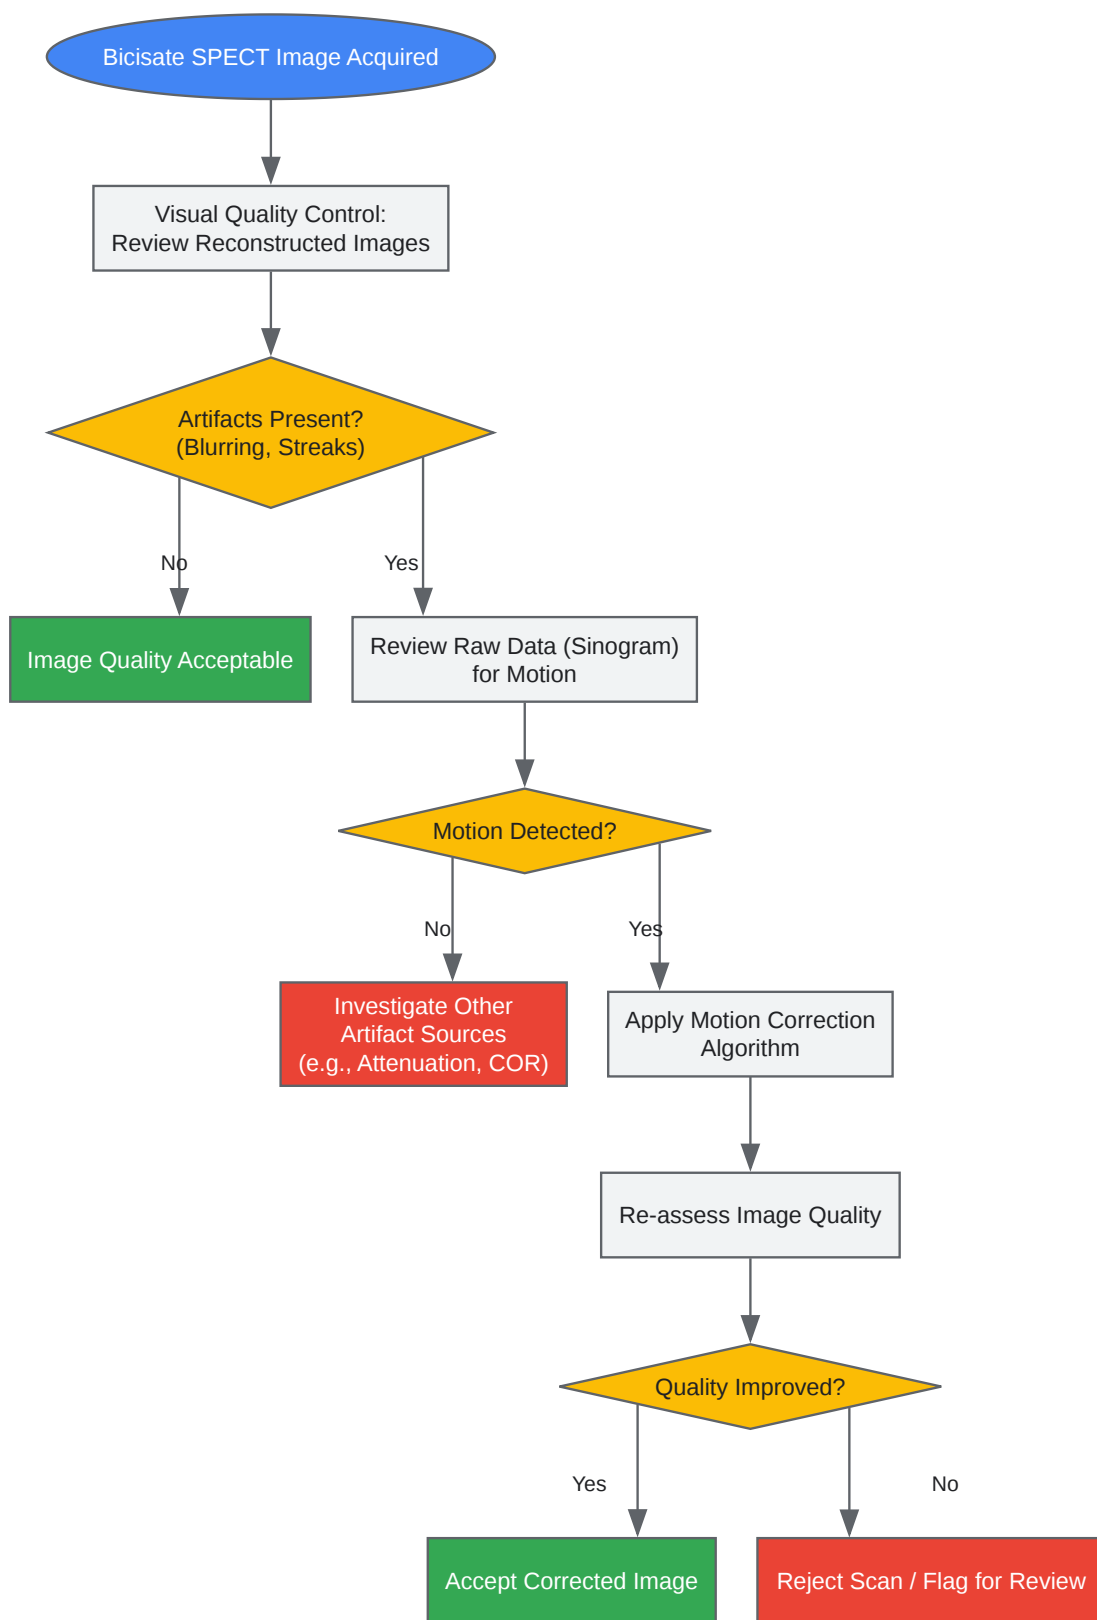 Bicisate SPECT Image Acquired
Visual Quality Control:
Review Reconstructed Images
Artifacts Present?
(Blurring, Streaks)
No
Yes
Image Quality Acceptable
Review Raw Data (Sinogram)
for Motion
Motion Detected?
No
Yes
Investigate Other
Artifact Sources
(e.g., Attenuation, COR)
Apply Motion Correction
Algorithm
Re-assess Image Quality
Quality Improved?
Yes
No
Accept Corrected Image
Reject Scan / Flag for Review